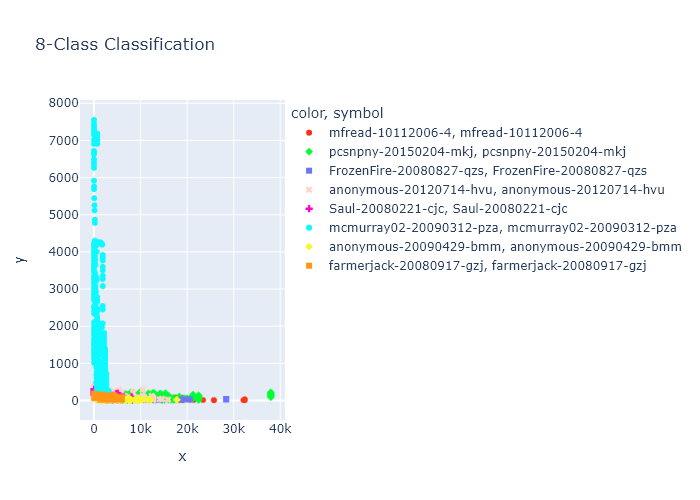 8-Class Classification
color, symbol
mfread-10112006-4, mfread-10112006-4
pcsnpny-20150204-mkj, pcsnpny-20150204-mkj
FrozenFire-20080827-qzs, FrozenFire-20080827-qzs
anonymous-20120714-hvu, anonymous-20120714-hvu
Saul-20080221-cjc, Saul-20080221-cjc
mcmurray02-20090312-pza, mcmurray02-20090312-pza
anonymous-20090429-bmm, anonymous-20090429-bmm
farmerjack-20080917-gzj, farmerjack-20080917-gzj
8000
7000
6000
5000
4000
3000
2000
1000
0
y
0 10k 20k 30k 40k
x